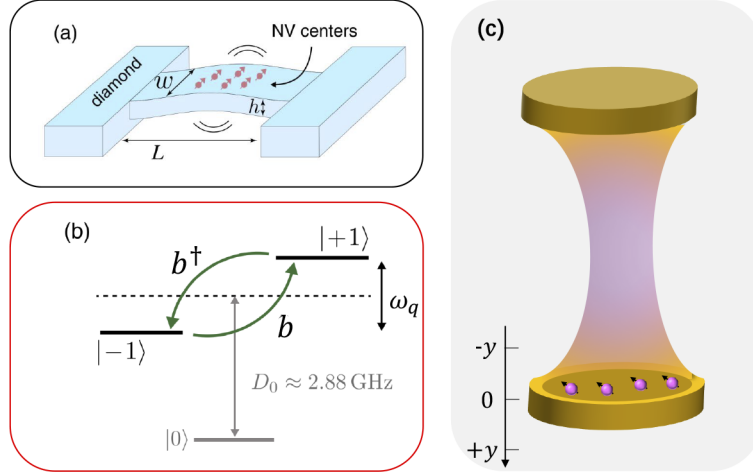 (a)
NV centers
diamond
w
h
L
(b)
|+1⟩
b†
ω_q
b
|−1⟩
D₀ ≈ 2.88 GHz
|0⟩
(c)
-y
0
+y